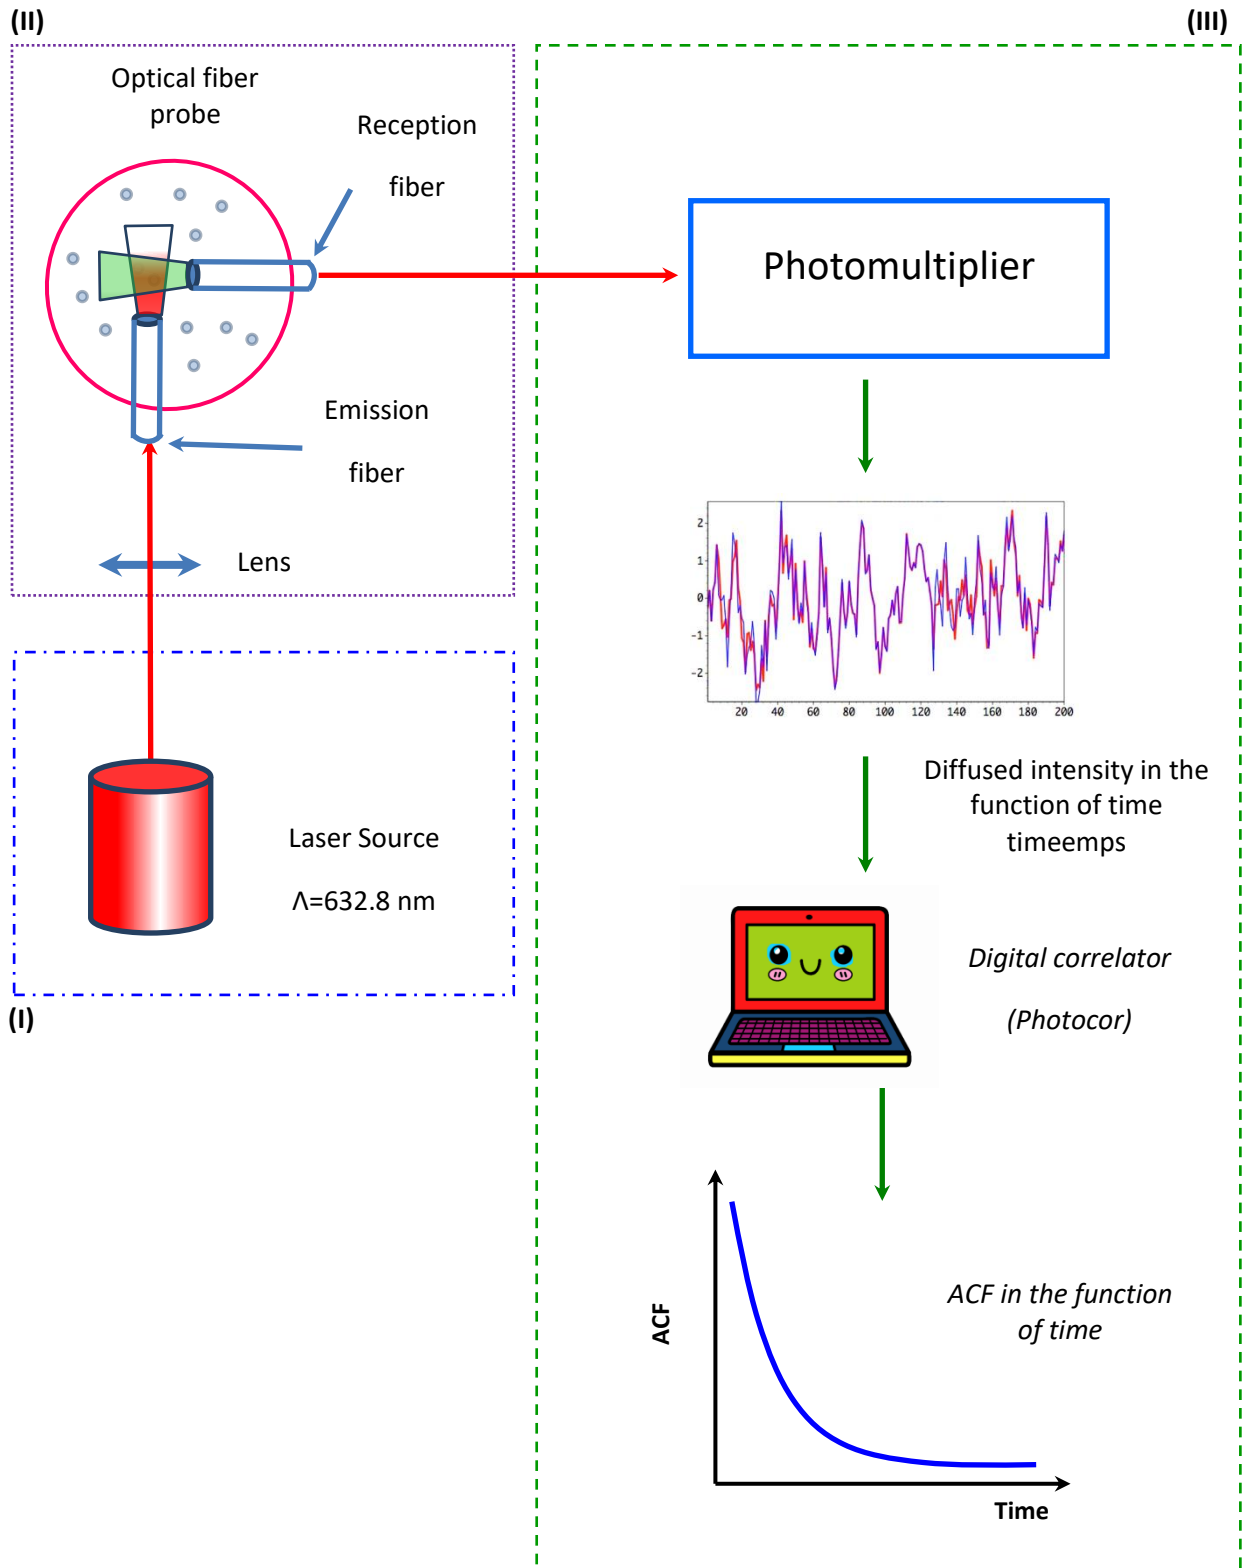 (II)
(III)
Optical fiber
probe
Reception
fiber
Photomultiplier
Emission
fiber
Lens
2
1
0
-1
-2
20 40 60 80 100 120 140 160 180 200
Diffused intensity in the
function of time
timeemps
Laser Source
Λ=632.8 nm
(I)
Digital correlator
(Photocor)
ACF
ACF in the function
of time
Time